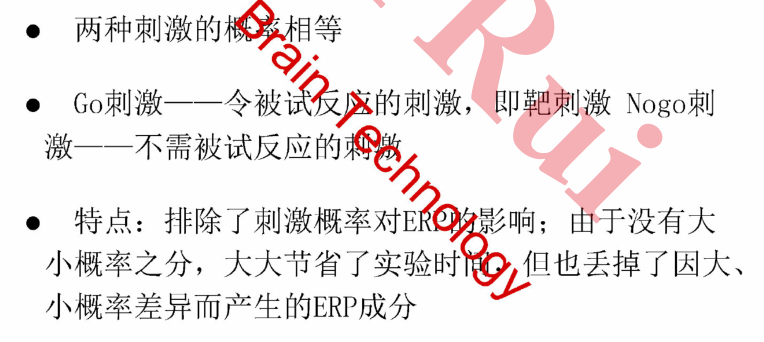 ● 两种刺激的概率相等
● Go刺激——令被试反应的刺激，即靶刺激 Nogo刺
激——不需被试反应的刺激
● 特点：排除了刺激概率对ERP的影响；由于没有大
小概率之分，大大节省了实验时间。但也丢掉了因大、
小概率差异而产生的ERP成分
Brain Technology
Rui